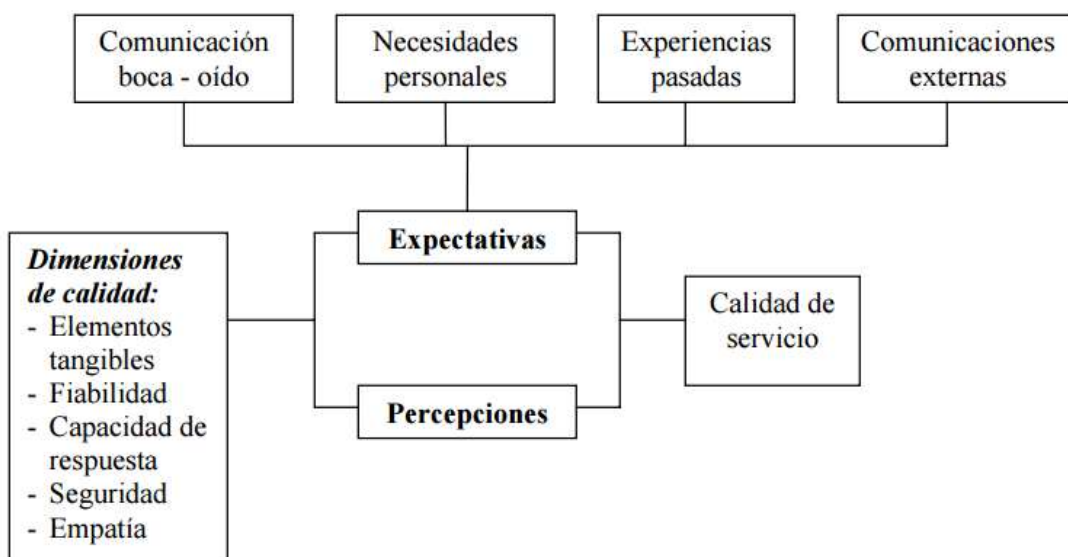 Comunicación
boca - oído
Necesidades
personales
Experiencias
pasadas
Comunicaciones
externas
Expectativas
Dimensiones
de calidad:
- Elementos
tangibles
- Fiabilidad
- Capacidad de
respuesta
- Seguridad
- Empatía
Calidad de
servicio
Percepciones